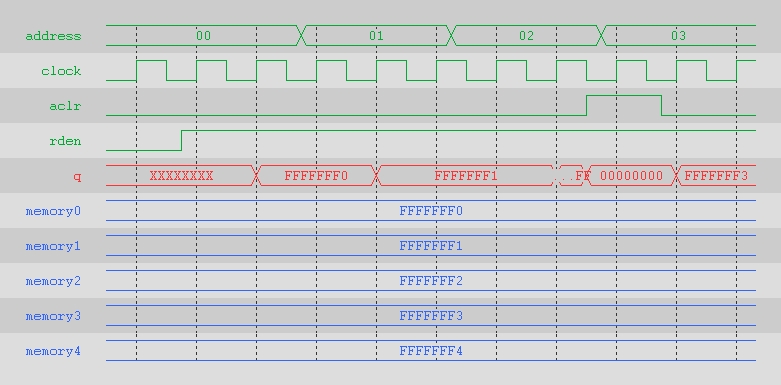 address 00 01 02 03
clock
aclr
rden
q XXXXXXXX FFFFFFF0 FFFFFFF1 ...FF 00000000 FFFFFFF3
memory0 FFFFFFF0
memory1 FFFFFFF1
memory2 FFFFFFF2
memory3 FFFFFFF3
memory4 FFFFFFF4